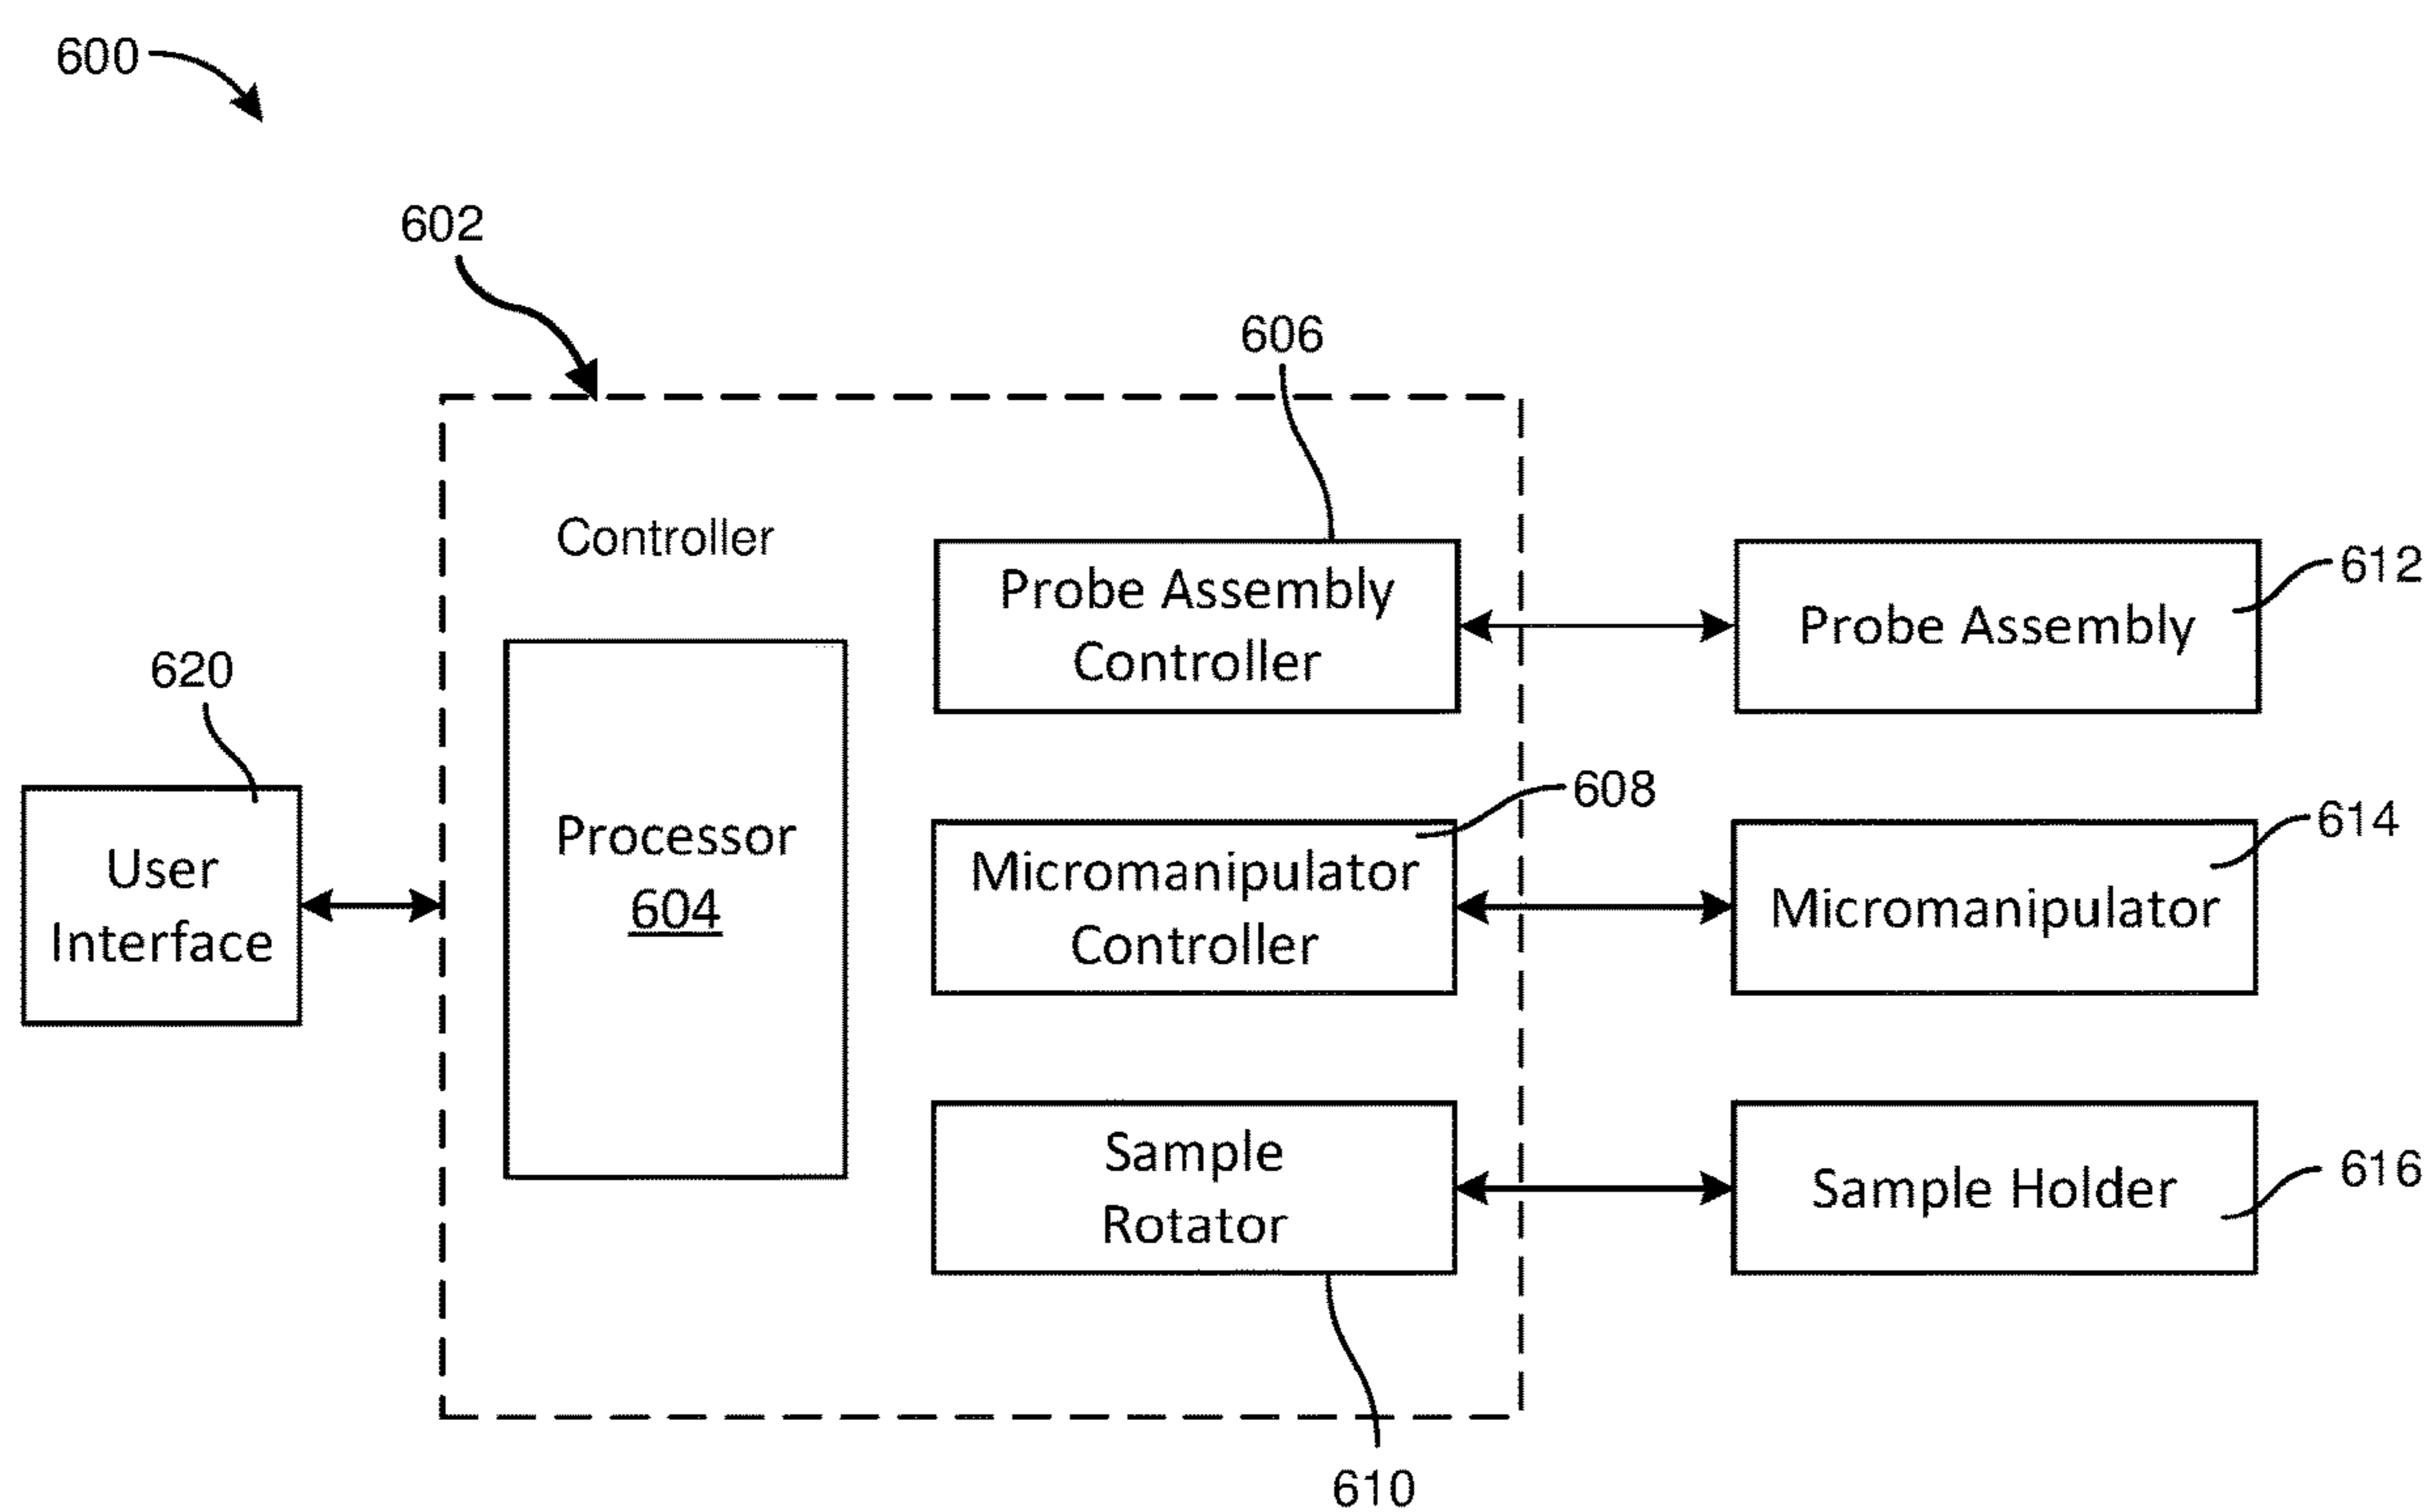 600
602
606
Controller
Probe Assembly
Controller
Probe Assembly
612
620
User
Interface
Processor
604
608
Micromanipulator
Controller
614
Micromanipulator
Sample
Rotator
Sample Holder
616
610